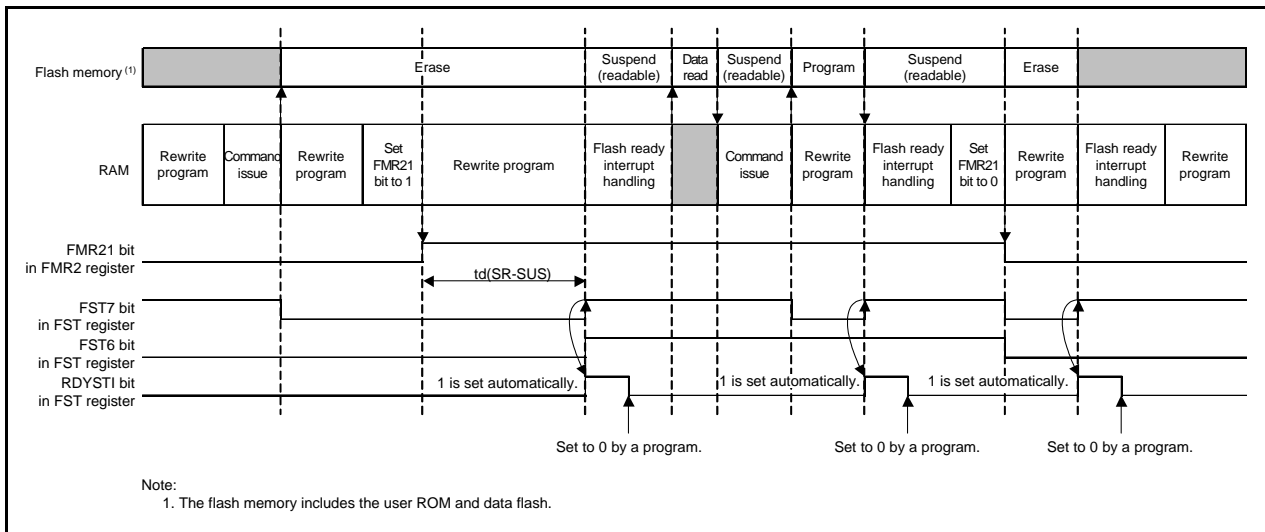 Flash memory (1)
Erase
Suspend
(readable)
Data
read
Suspend
(readable)
Program
Suspend
(readable)
Erase
RAM
Rewrite
program
Command
issue
Rewrite
program
Set
FMR21
bit to 1
Rewrite program
Flash ready
interrupt
handling
Command
issue
Rewrite
program
Flash ready
interrupt
handling
Set
FMR21
bit to 0
Rewrite
program
Flash ready
interrupt
handling
Rewrite
program
FMR21 bit
in FMR2 register
td(SR-SUS)
FST7 bit
in FST register
FST6 bit
in FST register
RDYSTI bit
in FST register
1 is set automatically.
1 is set automatically.
1 is set automatically.
Set to 0 by a program.
Set to 0 by a program.
Set to 0 by a program.
Note:
1. The flash memory includes the user ROM and data flash.